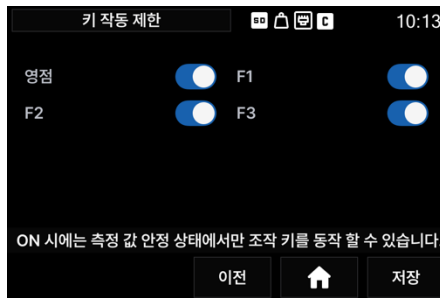 키 작동 제한 SD C 10:13
영점 F1
F2 F3
ON 시에는 측정 값 안정 상태에서만 조작 키를 동작 할 수 있습니다.
이전 저장